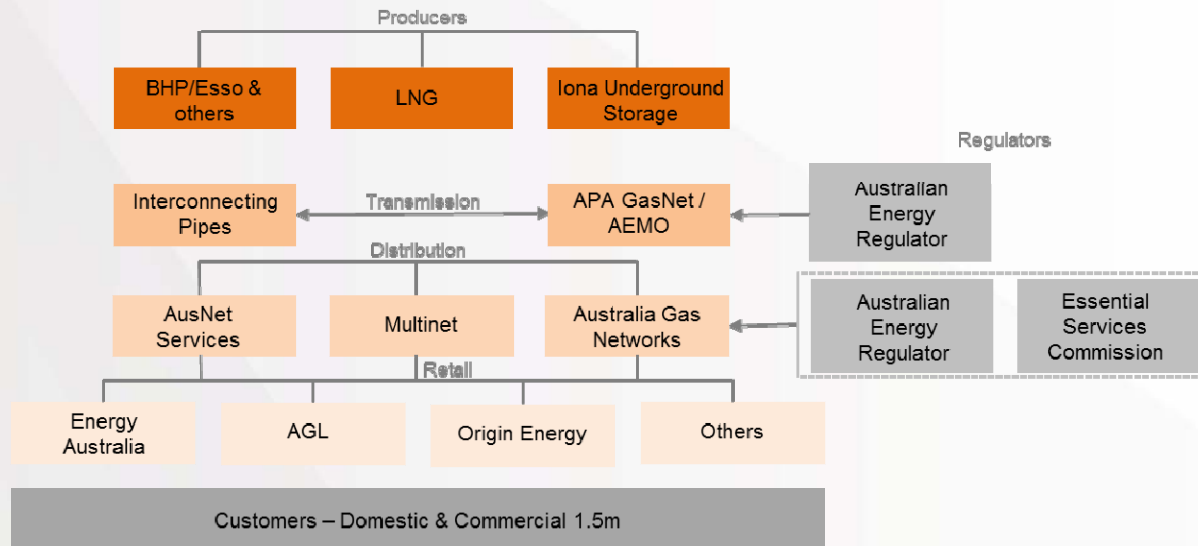 Producers
BHP/Esso &
others
LNG
Iona Underground
Storage
Regulators
Interconnecting
Pipes
Transmission
APA GasNet /
AEMO
Australian
Energy
Regulator
Distribution
AusNet
Services
Multinet
Australia Gas
Networks
Australian
Energy
Regulator
Essential
Services
Commission
Retail
Energy
Australia
AGL
Origin Energy
Others
Customers – Domestic & Commercial 1.5m